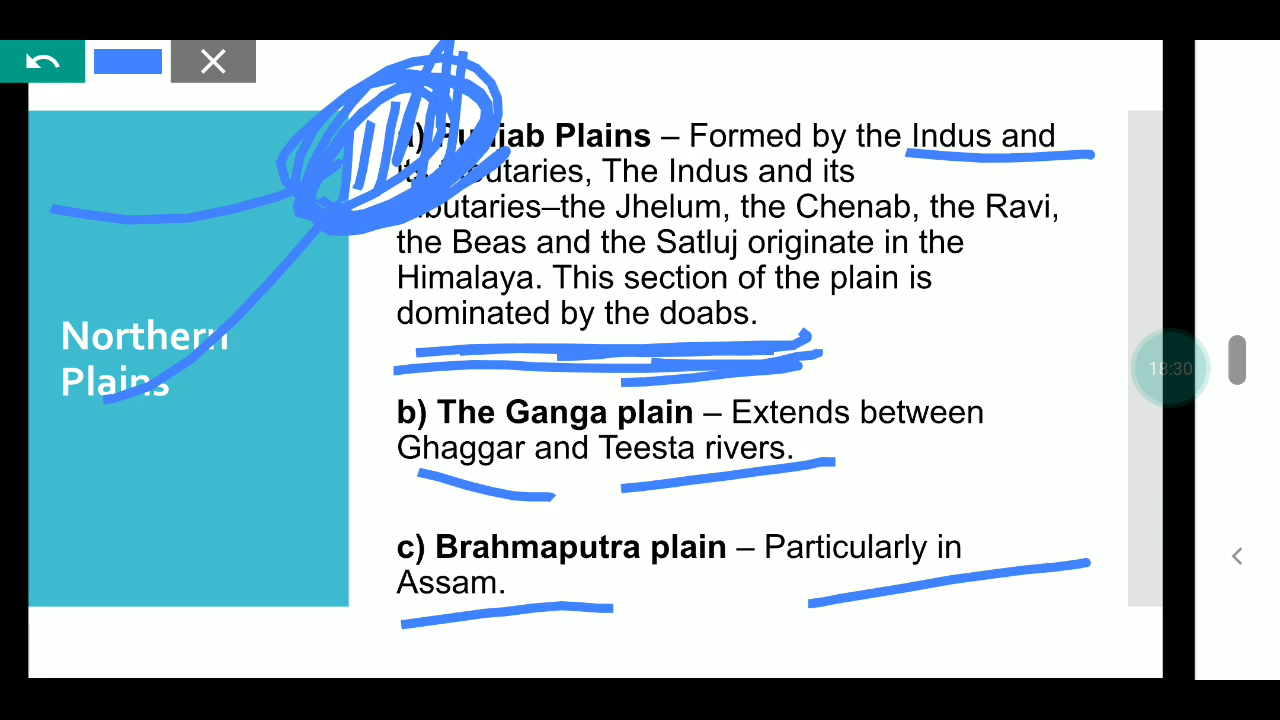 a) Punjab Plains – Formed by the Indus and
its tributaries, The Indus and its
tributaries–the Jhelum, the Chenab, the Ravi,
the Beas and the Satluj originate in the
Himalaya. This section of the plain is
dominated by the doabs.
Northern
Plains
b) The Ganga plain – Extends between
Ghaggar and Teesta rivers.
c) Brahmaputra plain – Particularly in
Assam.
18:30